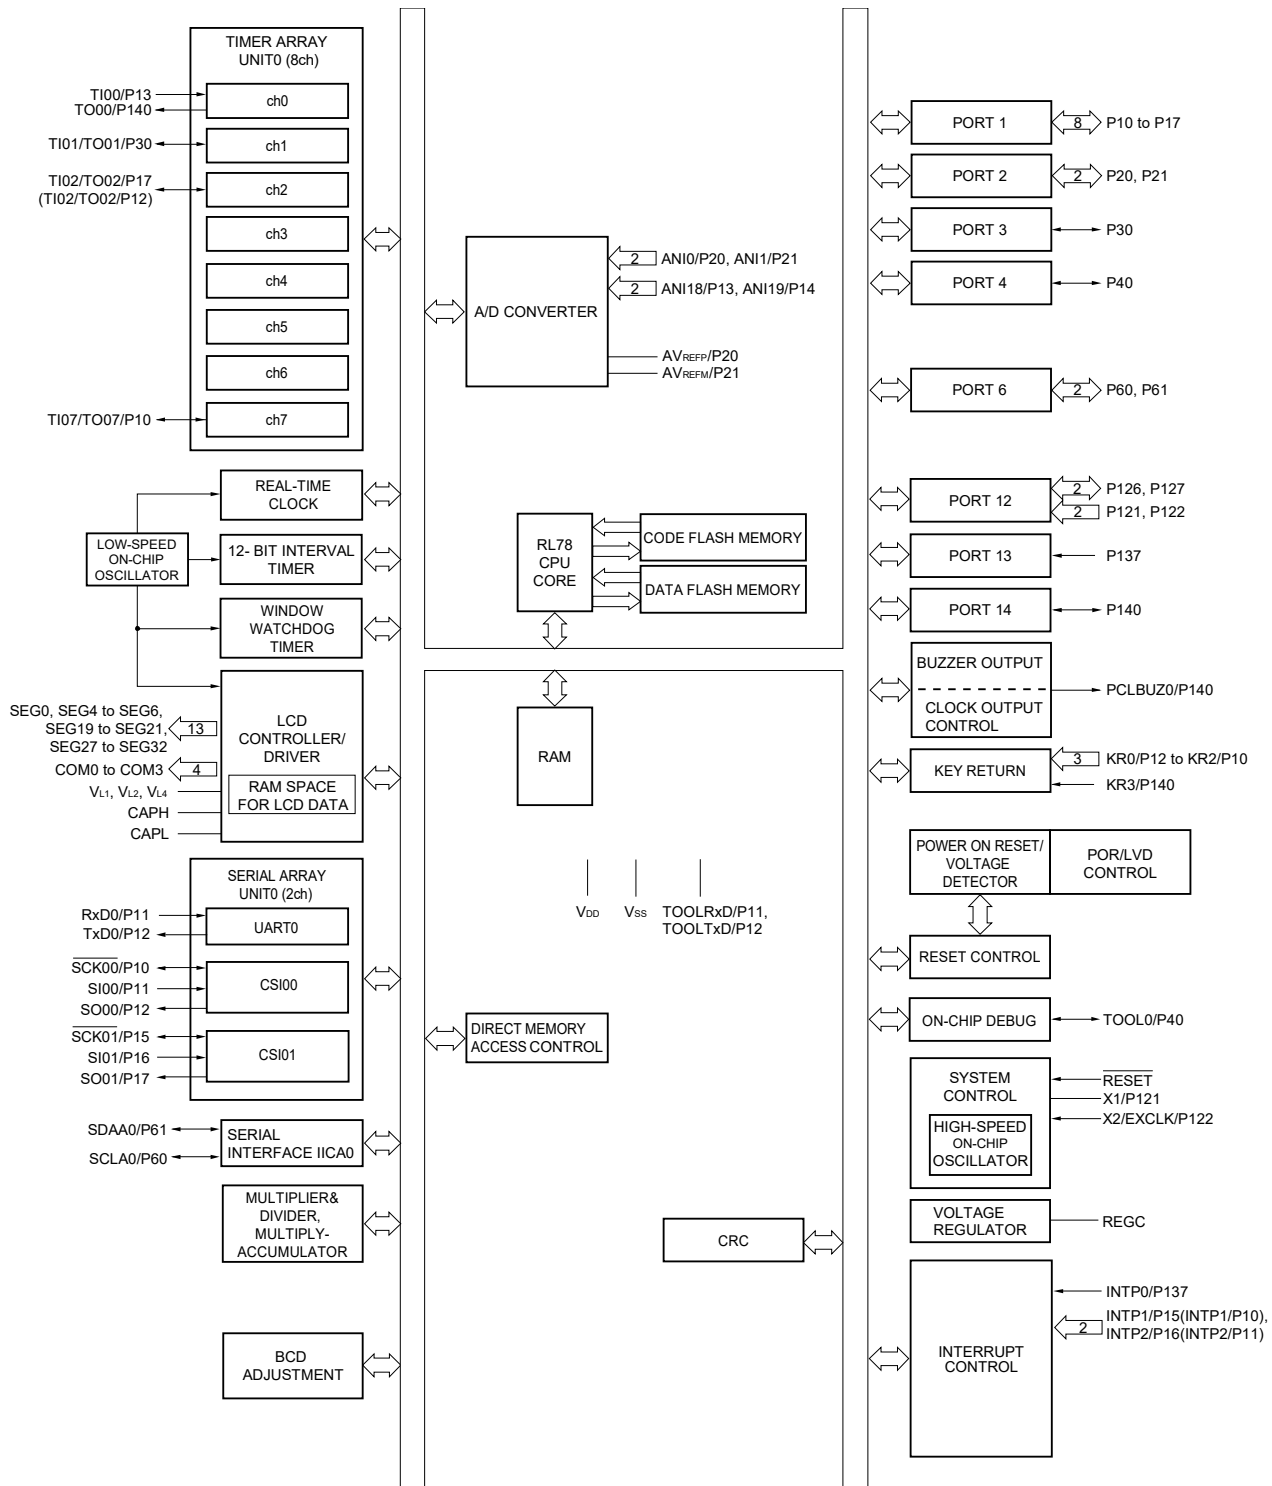 TIMER ARRAY
UNIT0 (8ch)
TI00/P13
TO00/P140
ch0
TI01/TO01/P30
ch1
TI02/TO02/P17
(TI02/TO02/P12)
ch2
ch3
ch4
ch5
ch6
TI07/TO07/P10
ch7
REAL-TIME
CLOCK
LOW-SPEED
ON-CHIP
OSCILLATOR
12- BIT INTERVAL
TIMER
WINDOW
WATCHDOG
TIMER
SEG0, SEG4 to SEG6,
SEG19 to SEG21,
SEG27 to SEG32
13
COM0 to COM3
4
VL1, VL2, VL4
CAPH
CAPL
LCD
CONTROLLER/
DRIVER
RAM SPACE
FOR LCD DATA
SERIAL ARRAY
UNIT0 (2ch)
RxD0/P11
TxD0/P12
UART0
SCK00/P10
SI00/P11
SO00/P12
CSI00
SCK01/P15
SI01/P16
SO01/P17
CSI01
SDAA0/P61
SCLA0/P60
SERIAL
INTERFACE IICA0
MULTIPLIER&
DIVIDER,
MULTIPLY-
ACCUMULATOR
BCD
ADJUSTMENT
A/D CONVERTER
2
ANI0/P20, ANI1/P21
2
ANI18/P13, ANI19/P14
AVREFP/P20
AVREFM/P21
RL78
CPU
CORE
CODE FLASH MEMORY
DATA FLASH MEMORY
RAM
VDD
VSS
TOOLRxD/P11,
TOOLTxD/P12
DIRECT MEMORY
ACCESS CONTROL
CRC
PORT 1
8
P10 to P17
PORT 2
2
P20, P21
PORT 3
P30
PORT 4
P40
PORT 6
2
P60, P61
PORT 12
2
P126, P127
2
P121, P122
PORT 13
P137
PORT 14
P140
BUZZER OUTPUT
CLOCK OUTPUT
CONTROL
PCLBUZ0/P140
KEY RETURN
3
KR0/P12 to KR2/P10
KR3/P140
POWER ON RESET/
VOLTAGE
DETECTOR
POR/LVD
CONTROL
RESET CONTROL
ON-CHIP DEBUG
TOOL0/P40
SYSTEM
CONTROL
HIGH-SPEED
ON-CHIP
OSCILLATOR
RESET
X1/P121
X2/EXCLK/P122
VOLTAGE
REGULATOR
REGC
INTERRUPT
CONTROL
INTP0/P137
2
INTP1/P15(INTP1/P10),
INTP2/P16(INTP2/P11)